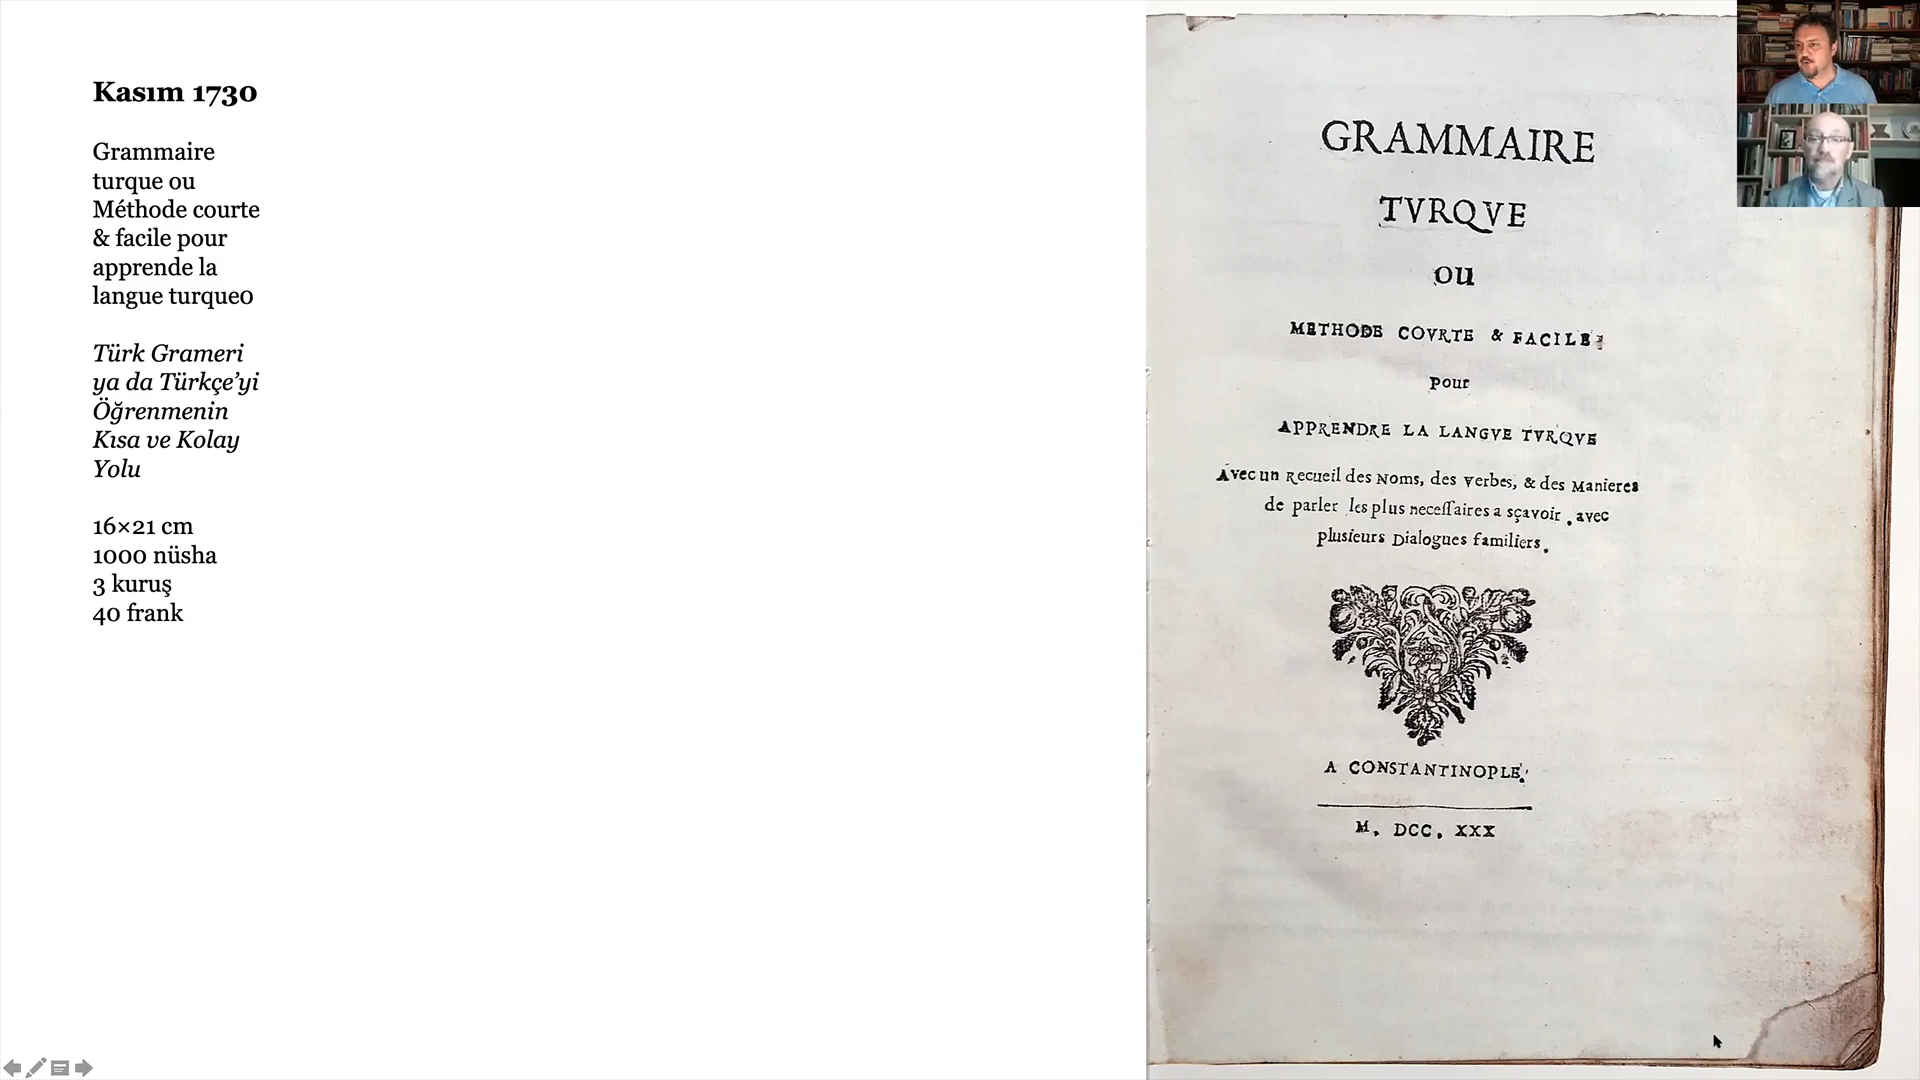 Kasım 1730
Grammaire
turque ou
Méthode courte
& facile pour
apprende la
langue turque0
Türk Grameri
ya da Türkçe’yi
Öğrenmenin
Kısa ve Kolay
Yolu
16×21 cm
1000 nüsha
3 kuruş
40 frank
GRAMMAIRE
TVRQVE
OU
METHODE COVRTE & FACILE
pour
APPRENDRE LA LANGVE TVRQVE
Avec un Recueil des Noms, des Verbes, & des Manieres
de parler les plus neceſſaires a sçavoir, avec
plusieurs Dialogues familiers.
A CONSTANTINOPLE.
M. DCC. XXX